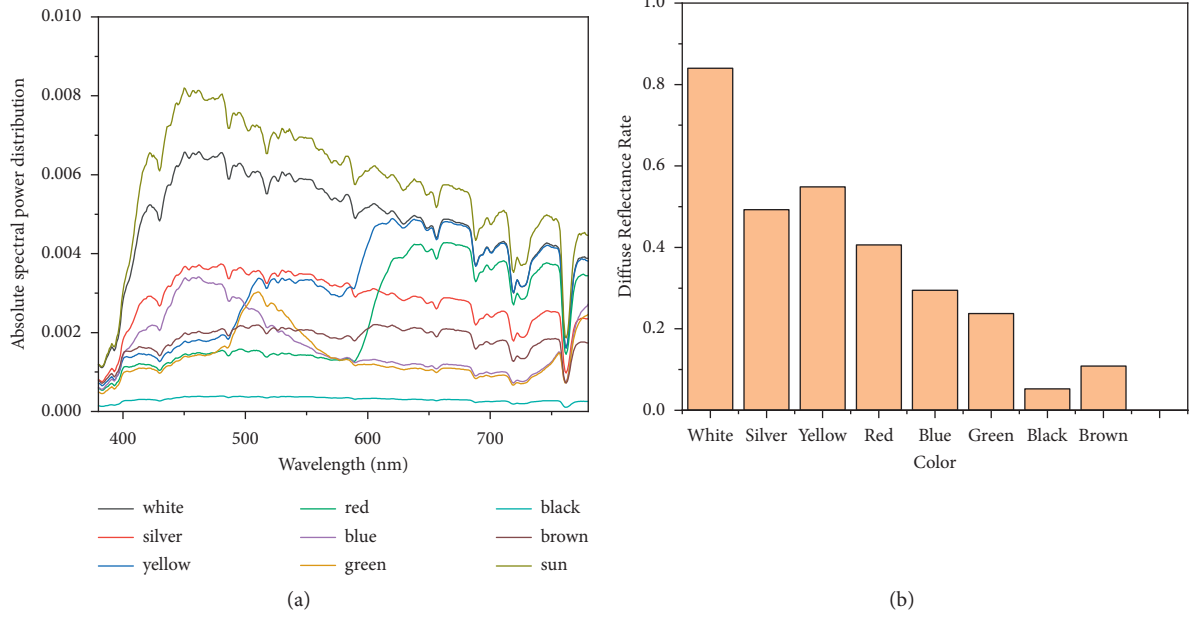 0.010
0.008
0.006
0.004
0.002
0.000
Absolute spectral power distribution
400 500 600 700
Wavelength (nm)
white red black
silver blue brown
yellow green sun
(a)
1.0
0.8
0.6
0.4
0.2
0.0
Diffuse Reflectance Rate
White Silver Yellow Red Blue Green Black Brown
Color
(b)